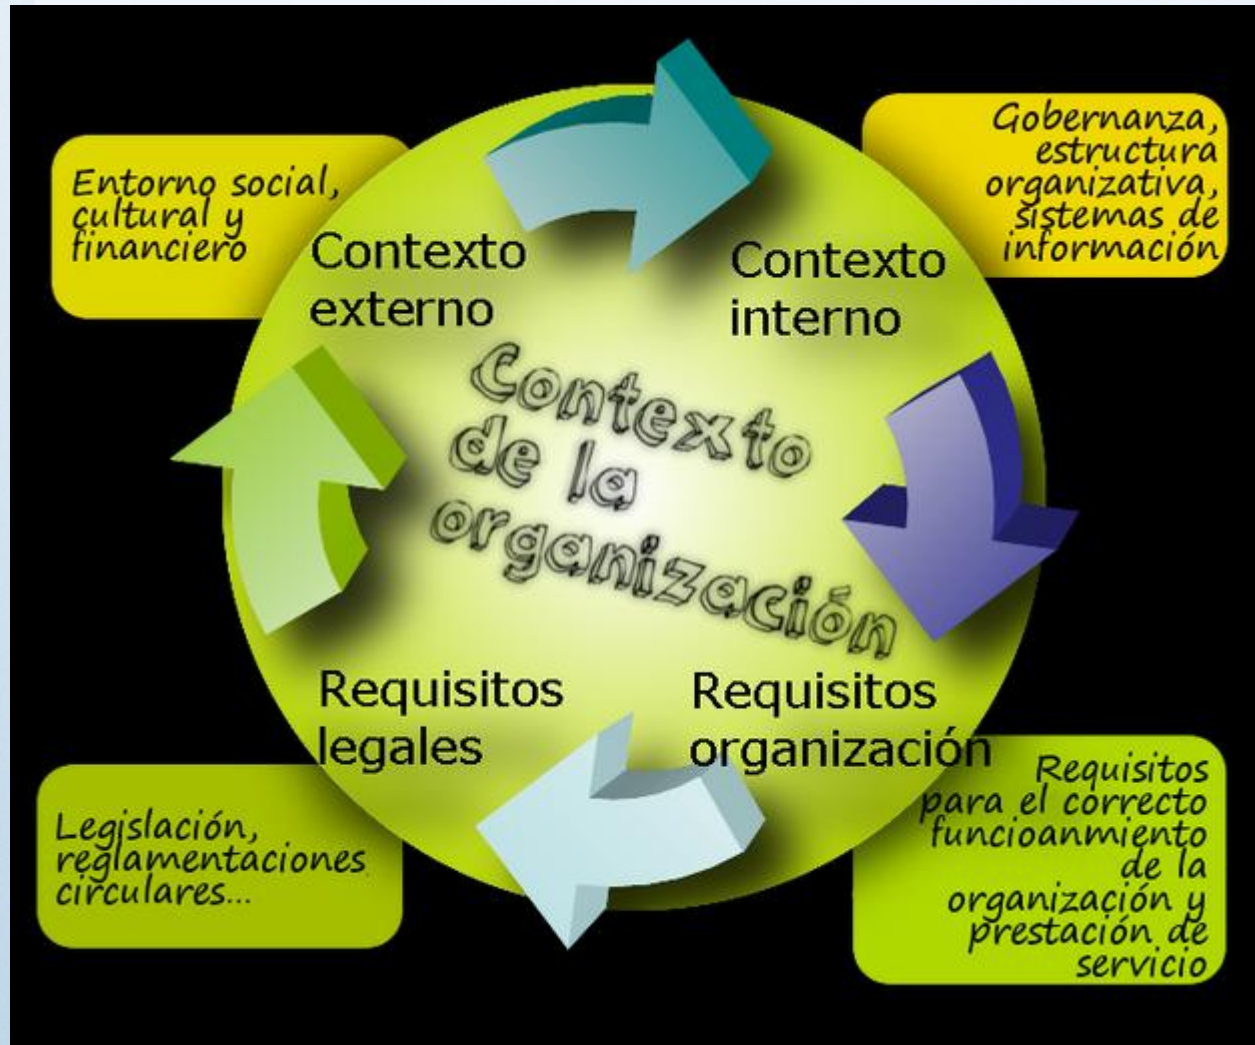 Entorno social,
cultural y
financiero
Gobernanza,
estructura
organizativa,
sistemas de
información
Contexto
externo
Contexto
interno
Contexto
de la
organización
Requisitos
legales
Requisitos
organización
Legislación,
reglamentaciones
circulares...
Requisitos
para el correcto
funcioanmiento
de la
organización y
prestación de
servicio